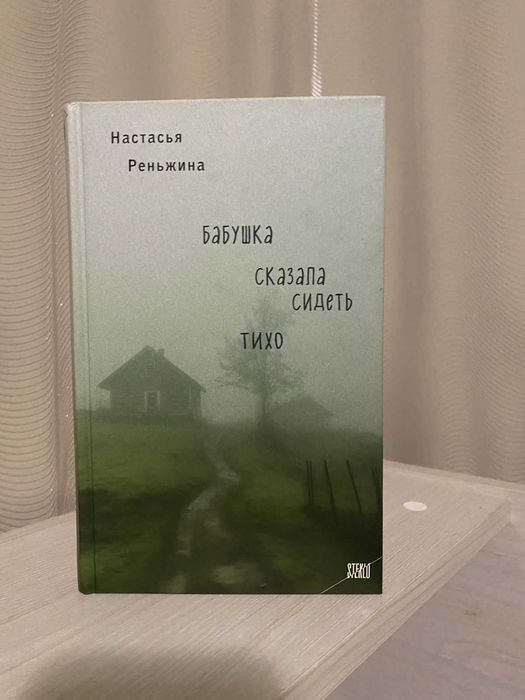 Настасья
Реньжина
БАБУШКА
СКАЗАЛА
СИДЕТЬ
ТИХО
STEKLO